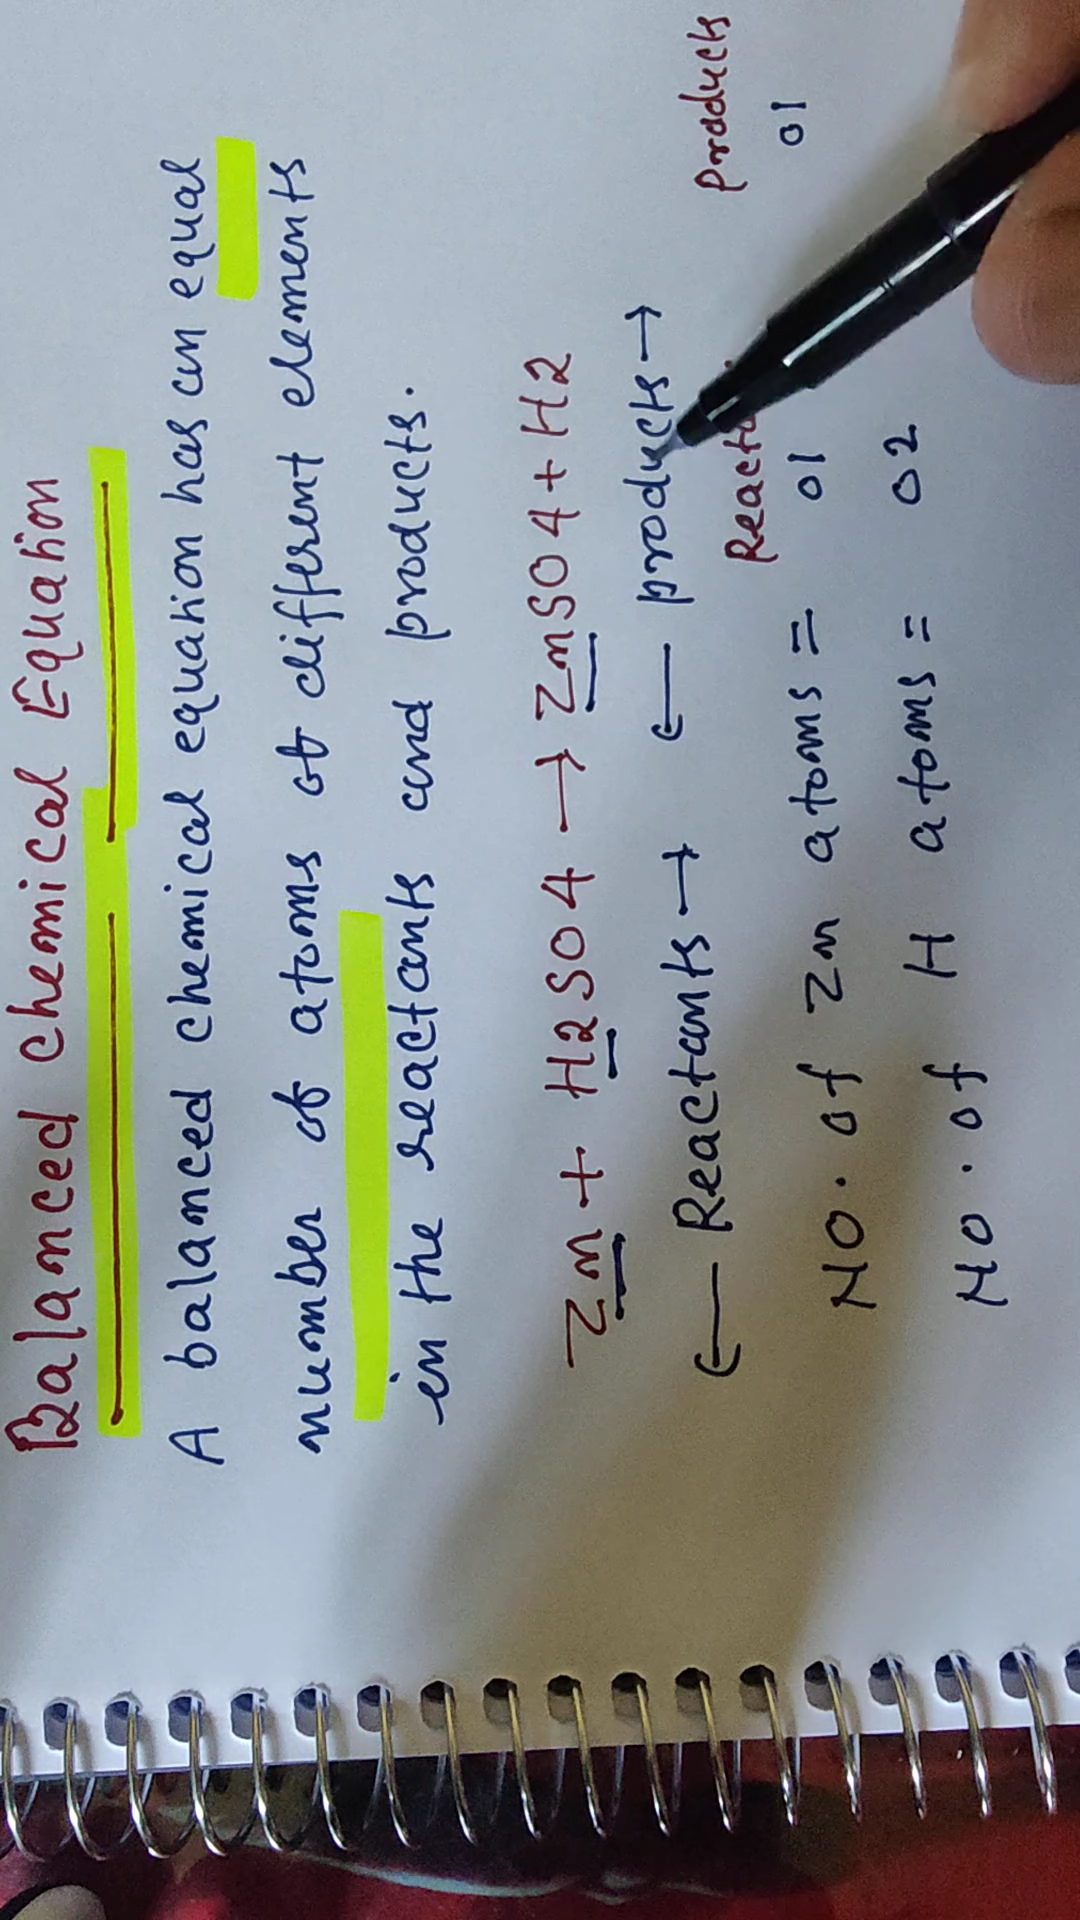 Balanced Chemical Equation
A balanced chemical equation has an equal
number of atoms of different elements
in the reactants and products.
Zn + H2SO4 → ZnSO4 + H2
← Reactants → ← products →
products
No. of Zn atoms = 01 01
No. of H atoms = 02